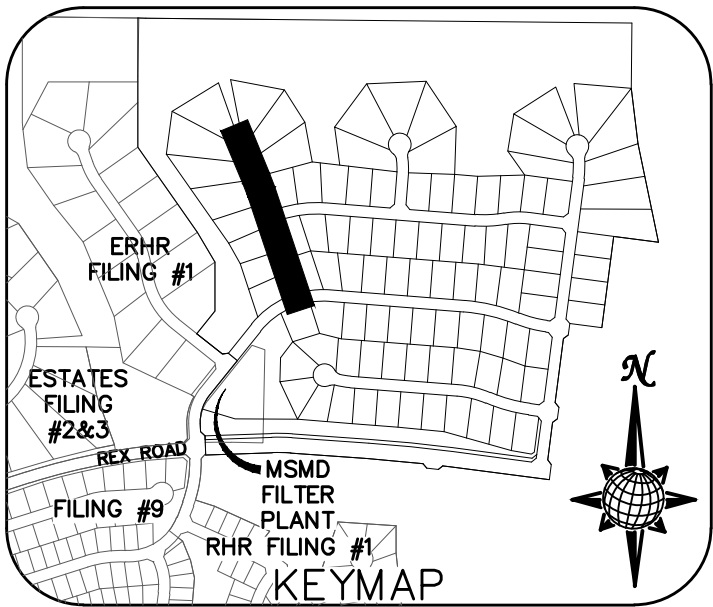 ERHR
FILING #1
N
ESTATES
FILING
#2&3
REX ROAD
MSMD
FILTER
PLANT
FILING #9
RHR FILING #1
KEYMAP